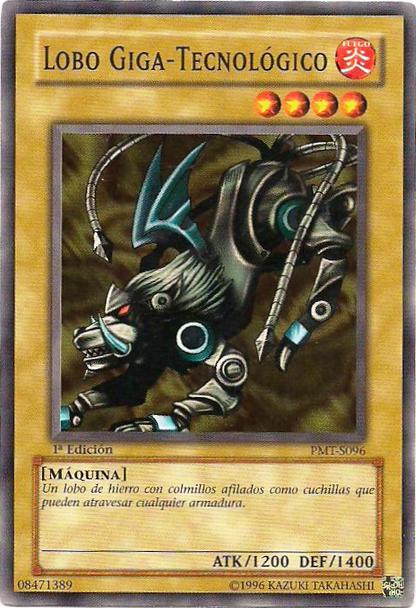 LOBO GIGA-TECNOLÓGICO
FUEGO
炎
1ª Edición
PMT-S096
[MÁQUINA]
Un lobo de hierro con colmillos afilados como cuchillas que
pueden atravesar cualquier armadura.
ATK/1200 DEF/1400
08471389
©1996 KAZUKI TAKAHASHI